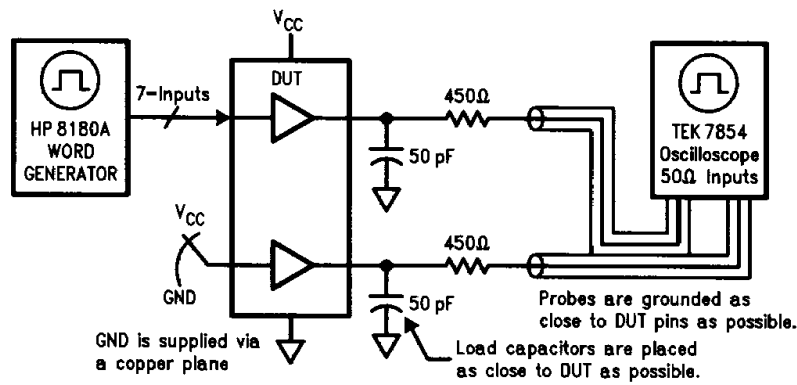 VCC
DUT
7-Inputs
HP 8180A
WORD
GENERATOR
450Ω
50 pF
TEK 7854
Oscilloscope
50Ω Inputs
VCC
GND
450Ω
50 pF
Probes are grounded as
close to DUT pins as possible.
GND is supplied via
a copper plane
Load capacitors are placed
as close to DUT as possible.